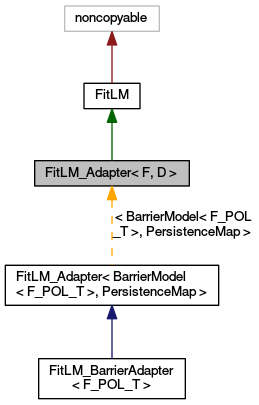 noncopyable
FitLM
FitLM_Adapter< F, D >
< BarrierModel< F_POL
_T >, PersistenceMap >
FitLM_Adapter< BarrierModel
< F_POL_T >, PersistenceMap >
FitLM_BarrierAdapter
< F_POL_T >